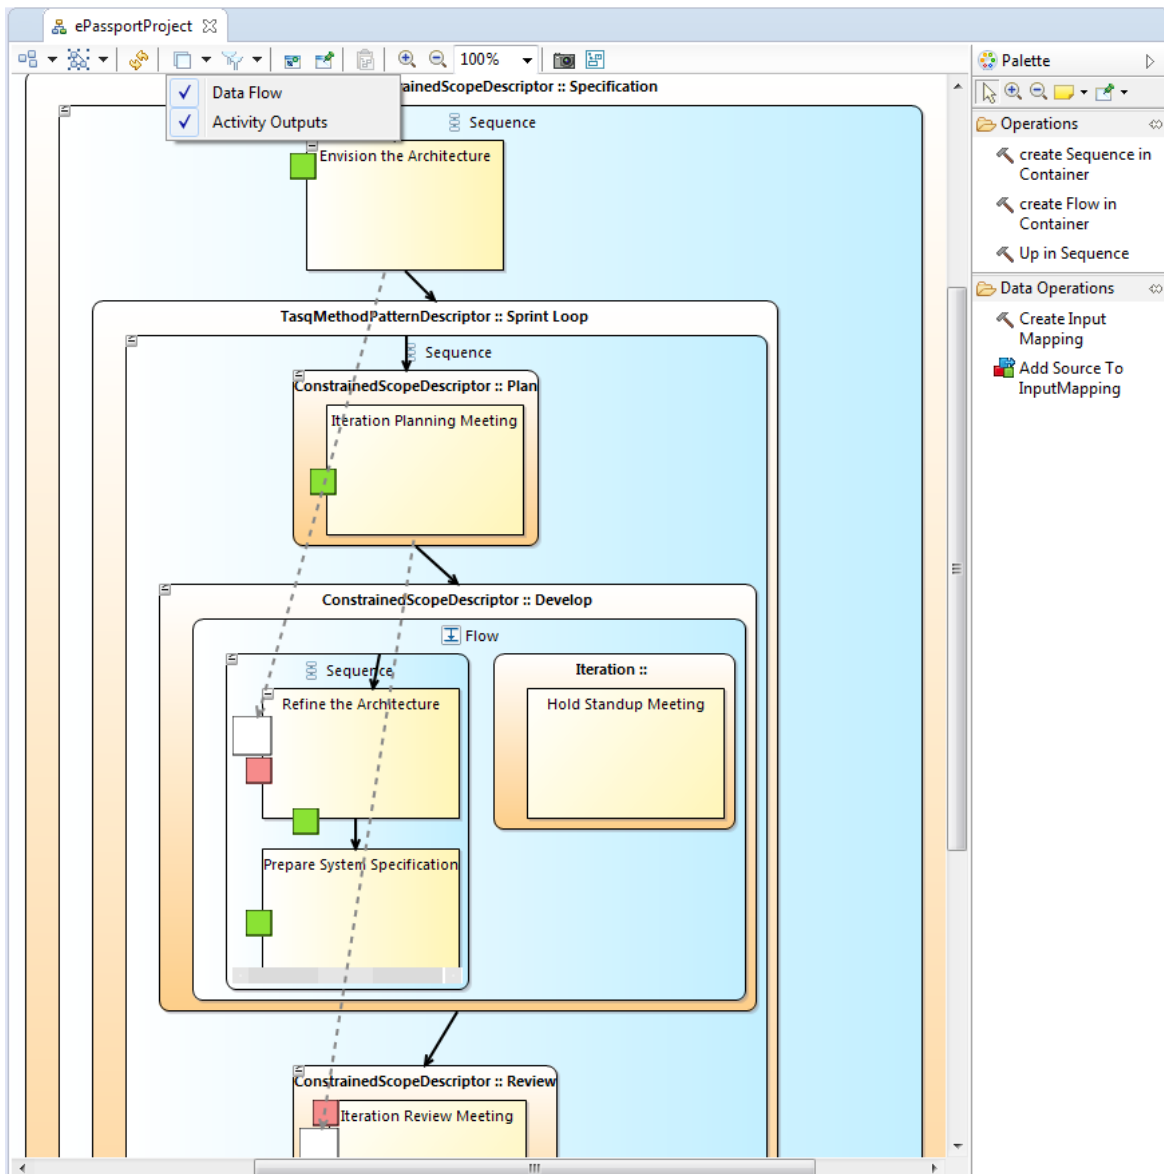 ePassportProject
100%
Palette
Data Flow
Activity Outputs
rainedScopeDescriptor :: Specification
Sequence
Envision the Architecture
TasqMethodPatternDescriptor :: Sprint Loop
Sequence
ConstrainedScopeDescriptor :: Plan
Iteration Planning Meeting
ConstrainedScopeDescriptor :: Develop
Flow
Sequence
Refine the Architecture
Prepare System Specification
Iteration ::
Hold Standup Meeting
ConstrainedScopeDescriptor :: Review
Iteration Review Meeting
Operations
create Sequence in
Container
create Flow in
Container
Up in Sequence
Data Operations
Create Input
Mapping
Add Source To
InputMapping